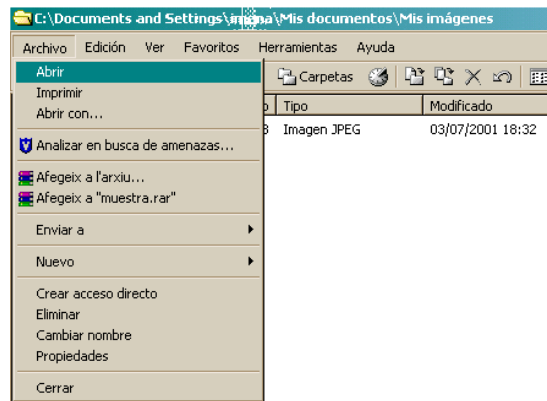 C:\Documents and Settings\ \Mis documentos\Mis imágenes
Archivo Edición Ver Favoritos Herramientas Ayuda
Abrir
Carpetas
Imprimir
Tipo Modificado
Abrir con...
Imagen JPEG 03/07/2001 18:32
Analizar en busca de amenazas...
Afegeix a l'arxiu...
Afegeix a "muestra.rar"
Enviar a
Nuevo
Crear acceso directo
Eliminar
Cambiar nombre
Propiedades
Cerrar